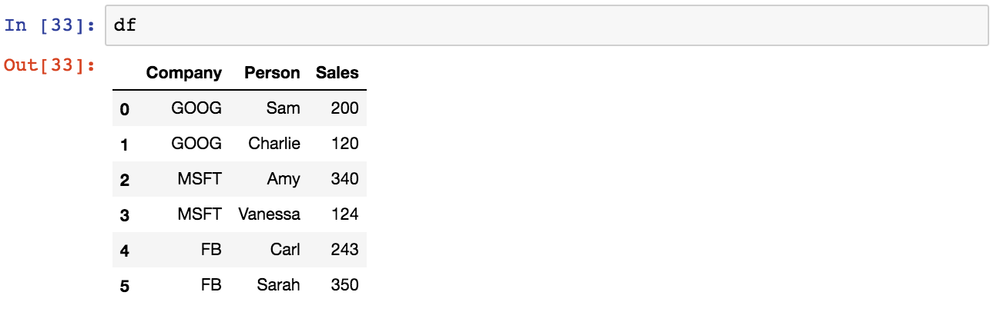 In [33]: df
Out[33]:
Company Person Sales
0 GOOG Sam 200
1 GOOG Charlie 120
2 MSFT Amy 340
3 MSFT Vanessa 124
4 FB Carl 243
5 FB Sarah 350